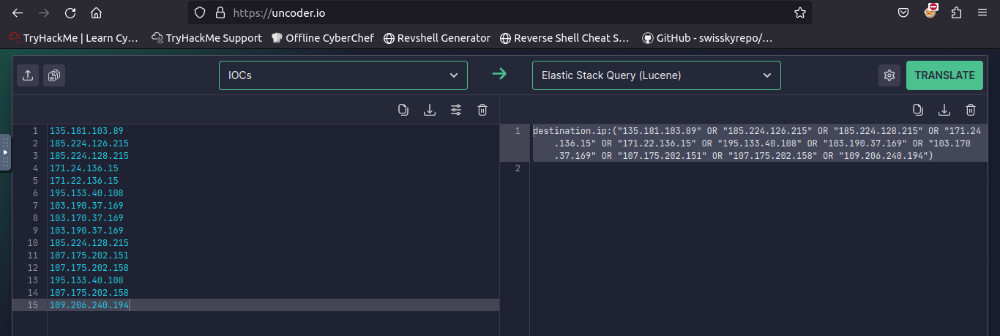 https://uncoder.io
TryHackMe | Learn Cy… TryHackMe Support Offline CyberChef Revshell Generator Reverse Shell Cheat S… GitHub - swisskyrepo/…
IOCs Elastic Stack Query (Lucene) TRANSLATE
1 135.181.103.89
2 185.224.126.215
3 185.224.128.215
4 171.24.136.15
5 171.22.136.15
6 195.133.40.108
7 103.190.37.169
8 103.170.37.169
9 103.190.37.169
10 185.224.128.215
11 107.175.202.151
12 107.175.202.158
13 195.133.40.108
14 107.175.202.158
15 109.206.240.194
1 destination.ip:("135.181.103.89" OR "185.224.126.215" OR "185.224.128.215" OR "171.24
.136.15" OR "171.22.136.15" OR "195.133.40.108" OR "103.190.37.169" OR "103.170
.37.169" OR "107.175.202.151" OR "107.175.202.158" OR "109.206.240.194")
2